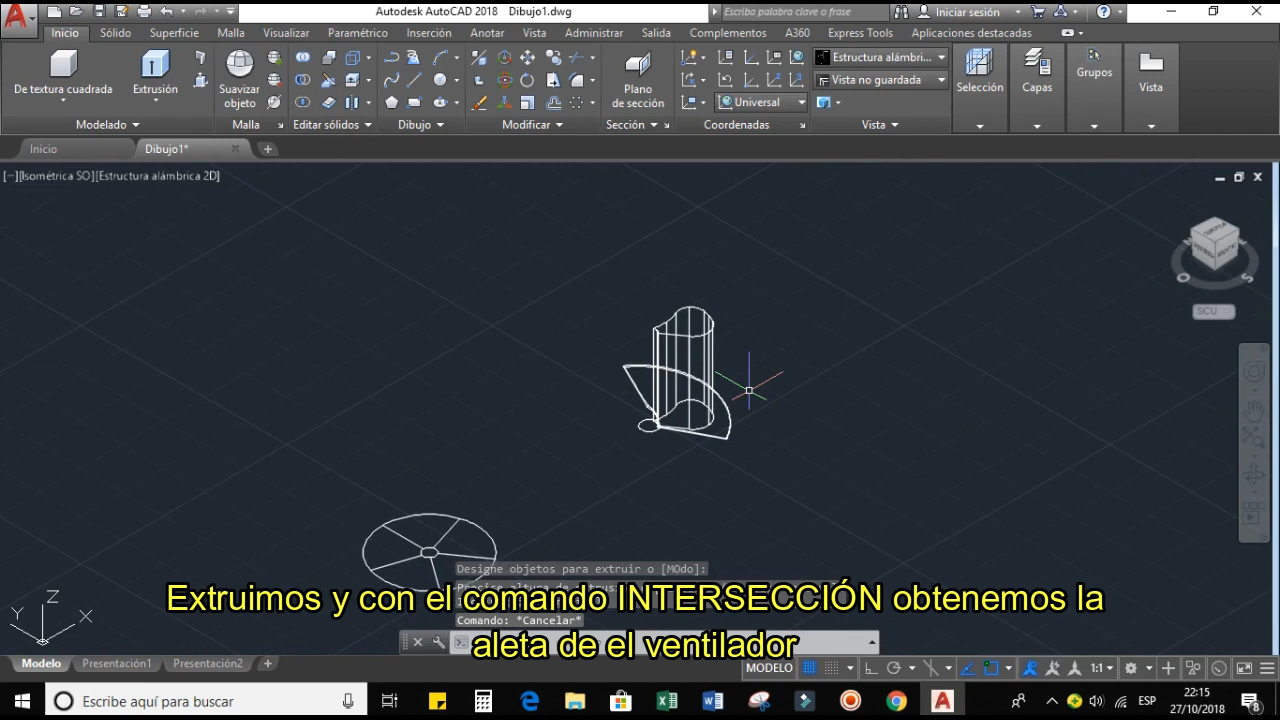 Autodesk AutoCAD 2018 Dibujo1.dwg
Escriba palabra clave o frase
Iniciar sesión
Inicio Sólido Superficie Malla Visualizar Paramétrico Inserción Anotar Vista Administrar Salida Complementos A360 Express Tools Aplicaciones destacadas
Estructura alámbri...
Vista no guardada
De textura cuadrada
Extrusión
Suavizar
objeto
Plano
de sección
Universal
Selección
Capas
Grupos
Vista
Modelado Malla Editar sólidos Dibujo Modificar Sección Coordenadas Vista
Inicio Dibujo1*
[−][Isométrica SO][Estructura alámbrica 2D]
SCU
Designe objetos para extruir o [MOdo]:
Comando: *Cancelar*
Extruimos y con el comando INTERSECCIÓN obtenemos la
aleta de el ventilador
Z
Y
X
Modelo Presentación1 Presentación2
MODELO
1:1
Escribe aquí para buscar
ESP
22:15
27/10/2018
8